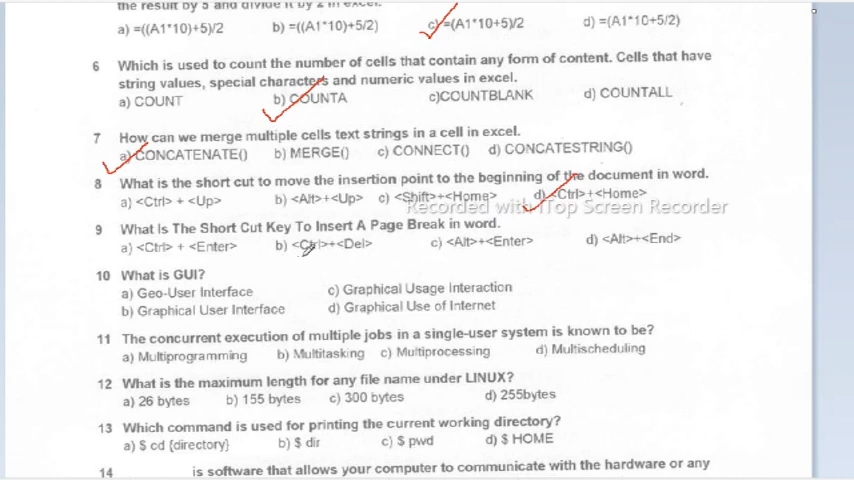 the result by 5 and divide it by 2 in excel.
a) =((A1*10)+5)/2 b) =((A1*10)+5/2) c) =(A1*10+5)/2 d) =(A1*10+5/2)
6 Which is used to count the number of cells that contain any form of content. Cells that have
string values, special characters and numeric values in excel.
a) COUNT b) COUNTA c)COUNTBLANK d) COUNTALL
7 How can we merge multiple cells text strings in a cell in excel.
a) CONCATENATE() b) MERGE() c) CONNECT() d) CONCATESTRING()
8 What is the short cut to move the insertion point to the beginning of the document in word.
a) <Ctrl> + <Up> b) <Alt>+<Up> c) <Shift>+<Home> d) <Ctrl>+<Home>
Recorded with iTop Screen Recorder
9 What Is The Short Cut Key To Insert A Page Break in word.
a) <Ctrl> + <Enter> b) <Ctrl>+<Del> c) <Alt>+<Enter> d) <Alt>+<End>
10 What is GUI?
a) Geo-User Interface c) Graphical Usage Interaction
b) Graphical User Interface d) Graphical Use of Internet
11 The concurrent execution of multiple jobs in a single-user system is known to be?
a) Multiprogramming b) Multitasking c) Multiprocessing d) Multischeduling
12 What is the maximum length for any file name under LINUX?
a) 26 bytes b) 155 bytes c) 300 bytes d) 255bytes
13 Which command is used for printing the current working directory?
a) $ cd {directory} b) $ dir c) $ pwd d) $ HOME
14 is software that allows your computer to communicate with the hardware or any